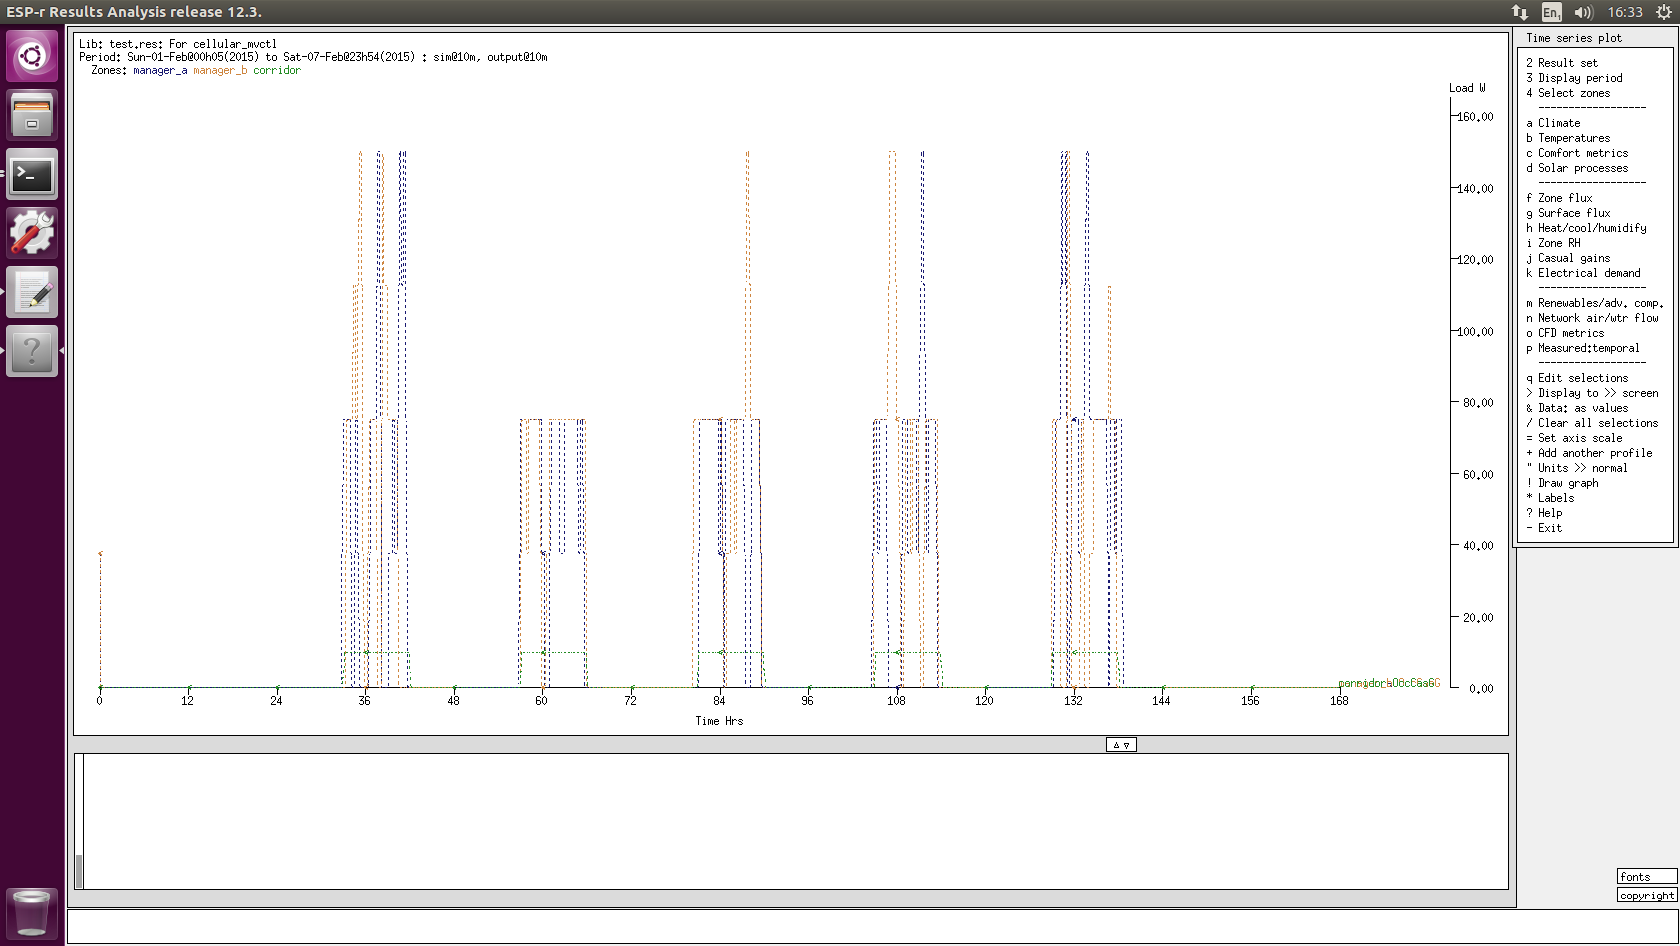 ESP-r Results Analysis release 12.3.
En₁ 16:33
Lib: test.res: For cellular_mvctl
Period: Sun-01-Feb@00h05(2015) to Sat-07-Feb@23h54(2015) : sim@10m, output@10m
Zones: manager_a manager_b corridor
Load W
160.00
140.00
120.00
100.00
80.00
60.00
40.00
20.00
0.00
0 12 24 36 48 60 72 84 96 108 120 132 144 156 168
Time Hrs
Time series plot
2 Result set
3 Display period
4 Select zones
------------------
a Climate
b Temperatures
c Comfort metrics
d Solar processes
------------------
f Zone flux
g Surface flux
h Heat/cool/humidify
i Zone RH
j Casual gains
k Electrical demand
------------------
m Renewables/adv. comp.
n Network air/wtr flow
o CFD metrics
p Measured:temporal
------------------
q Edit selections
> Display to >> screen
& Data: as values
/ Clear all selections
= Set axis scale
+ Add another profile
" Units >> normal
! Draw graph
* Labels
? Help
- Exit
fonts
copyright